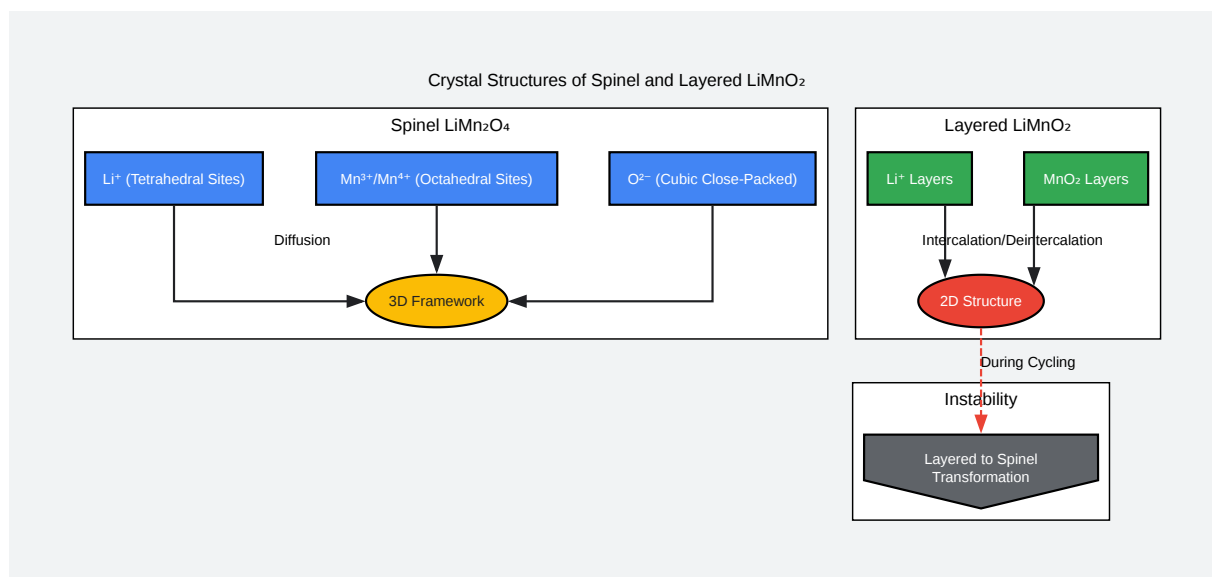 Crystal Structures of Spinel and Layered LiMnO₂
Spinel LiMn₂O₄
Li⁺ (Tetrahedral Sites)
Mn³⁺/Mn⁴⁺ (Octahedral Sites)
O²⁻ (Cubic Close-Packed)
Diffusion
3D Framework
Layered LiMnO₂
Li⁺ Layers
MnO₂ Layers
Intercalation/Deintercalation
2D Structure
During Cycling
Instability
Layered to Spinel
Transformation